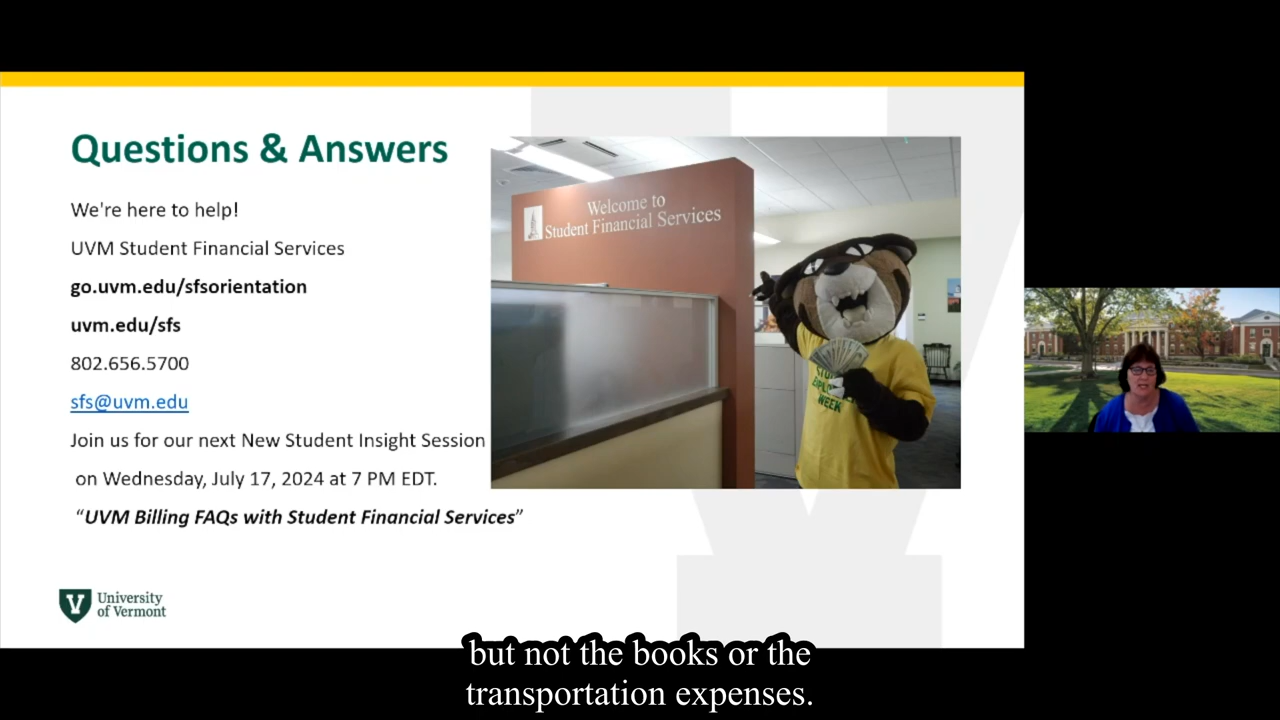 Questions & Answers
We're here to help!
UVM Student Financial Services
go.uvm.edu/sfsorientation
uvm.edu/sfs
802.656.5700
sfs@uvm.edu
Join us for our next New Student Insight Session
on Wednesday, July 17, 2024 at 7 PM EDT.
“UVM Billing FAQs with Student Financial Services”
Welcome to
Student Financial Services
WEEK
V University
of Vermont
but not the books or the
transportation expenses.